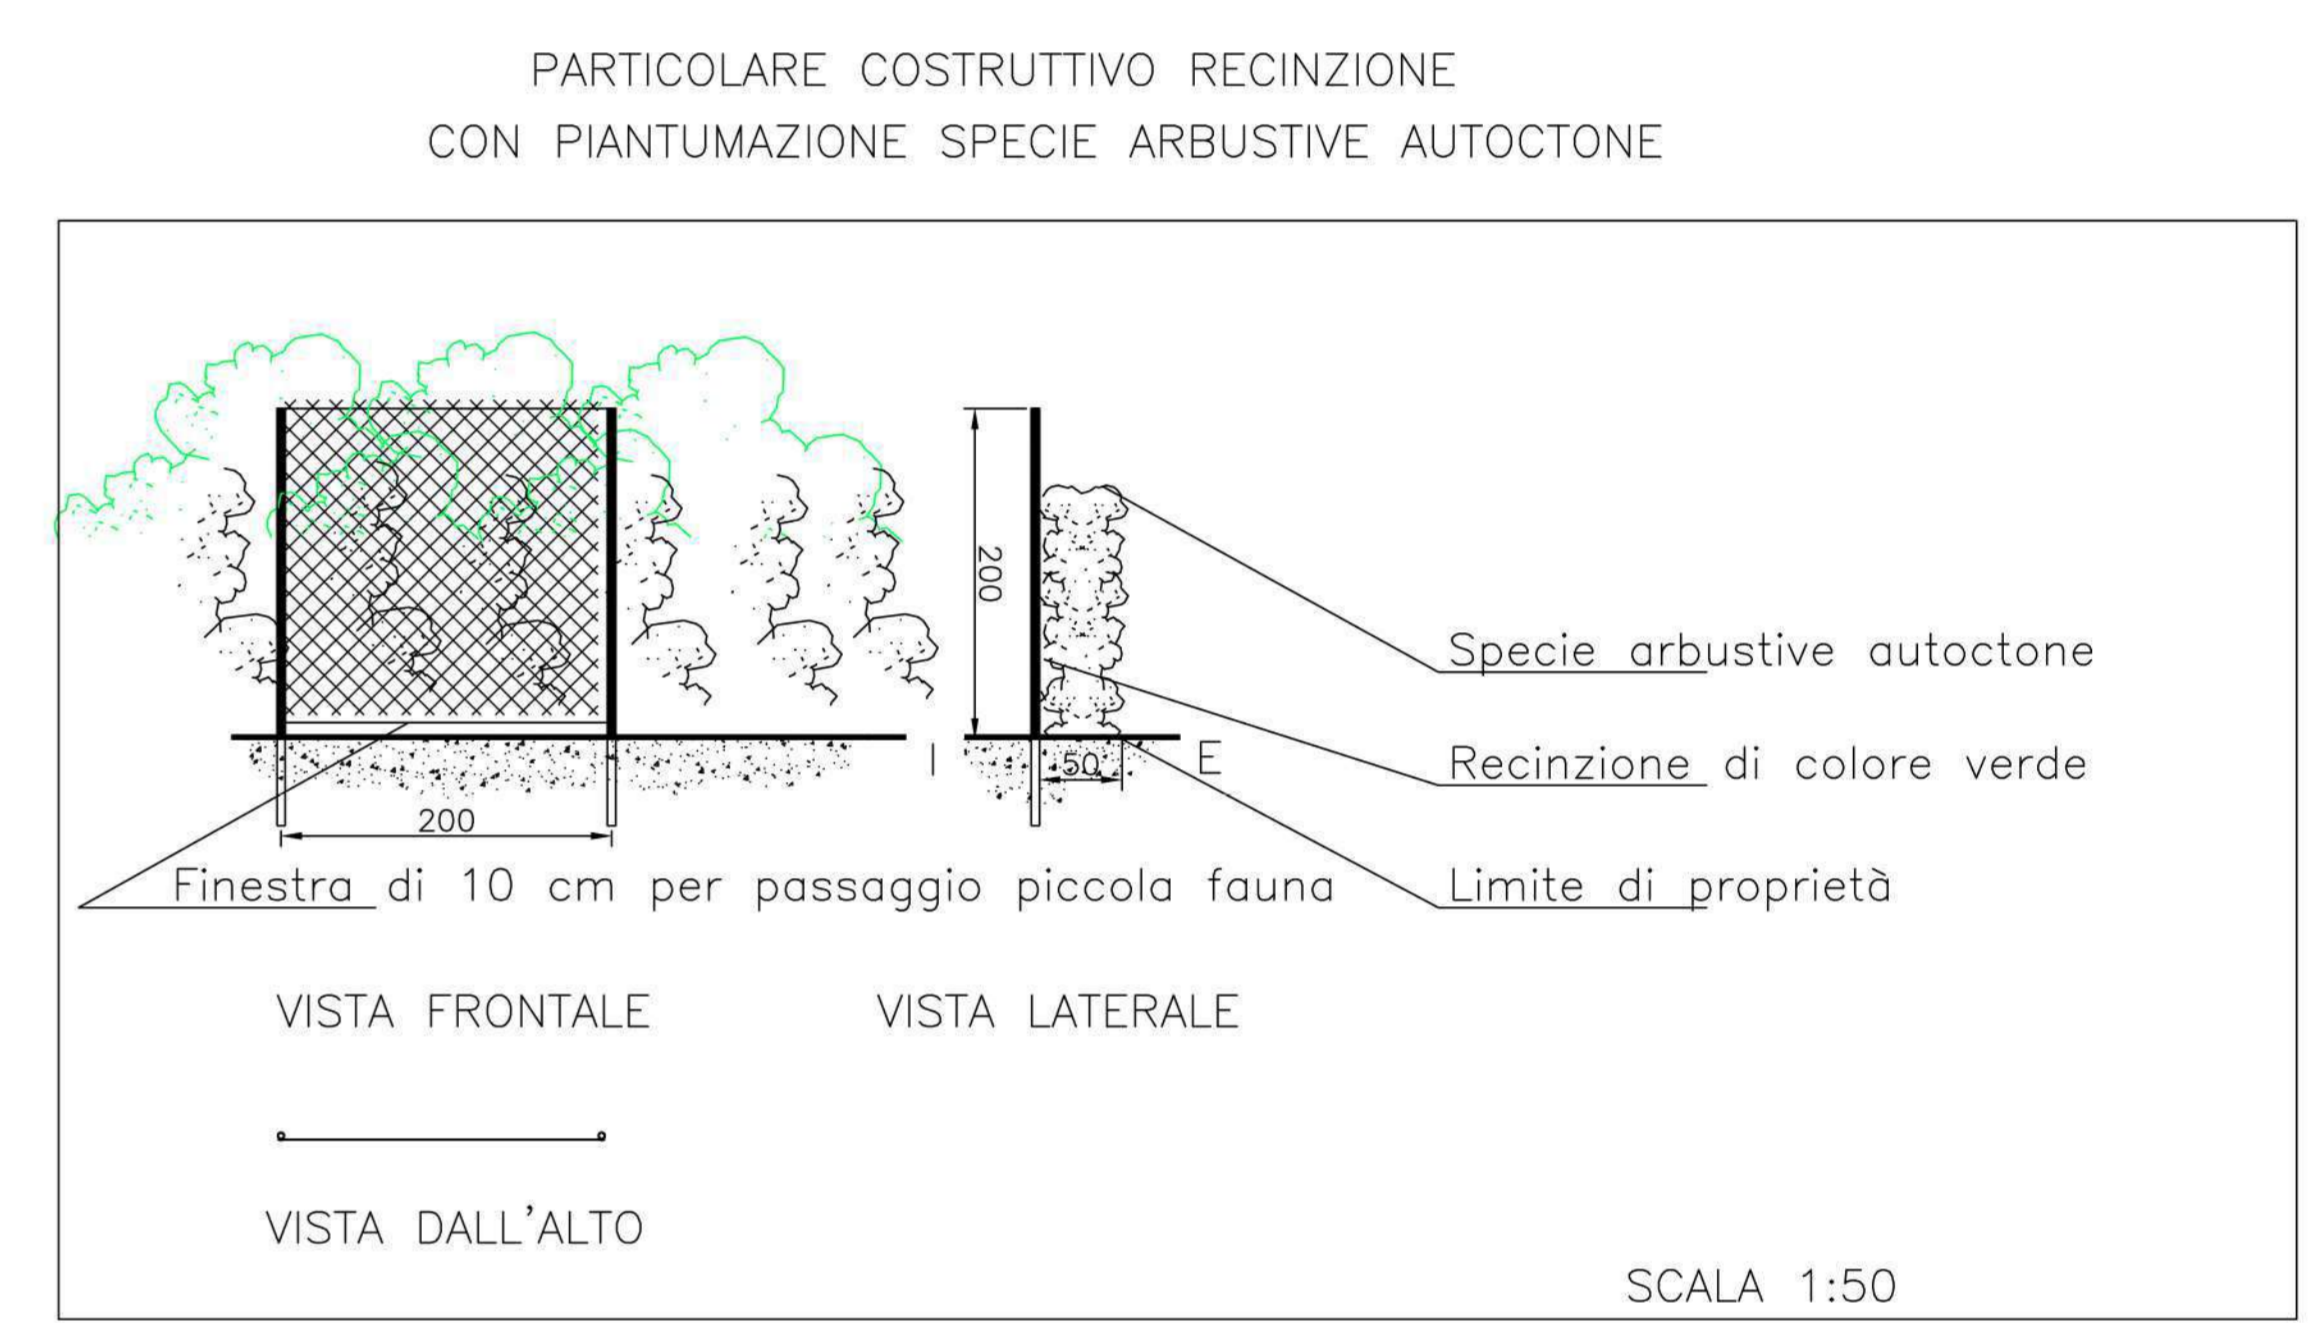 PARTICOLARE COSTRUTTIVO RECINZIONE
CON PIANTUMAZIONE SPECIE ARBUSTIVE AUTOCTONE
200
Specie arbustive autoctone
I
E
50
Recinzione di colore verde
200
Finestra di 10 cm per passaggio piccola fauna
Limite di proprietà
VISTA FRONTALE
VISTA LATERALE
VISTA DALL'ALTO
SCALA 1:50